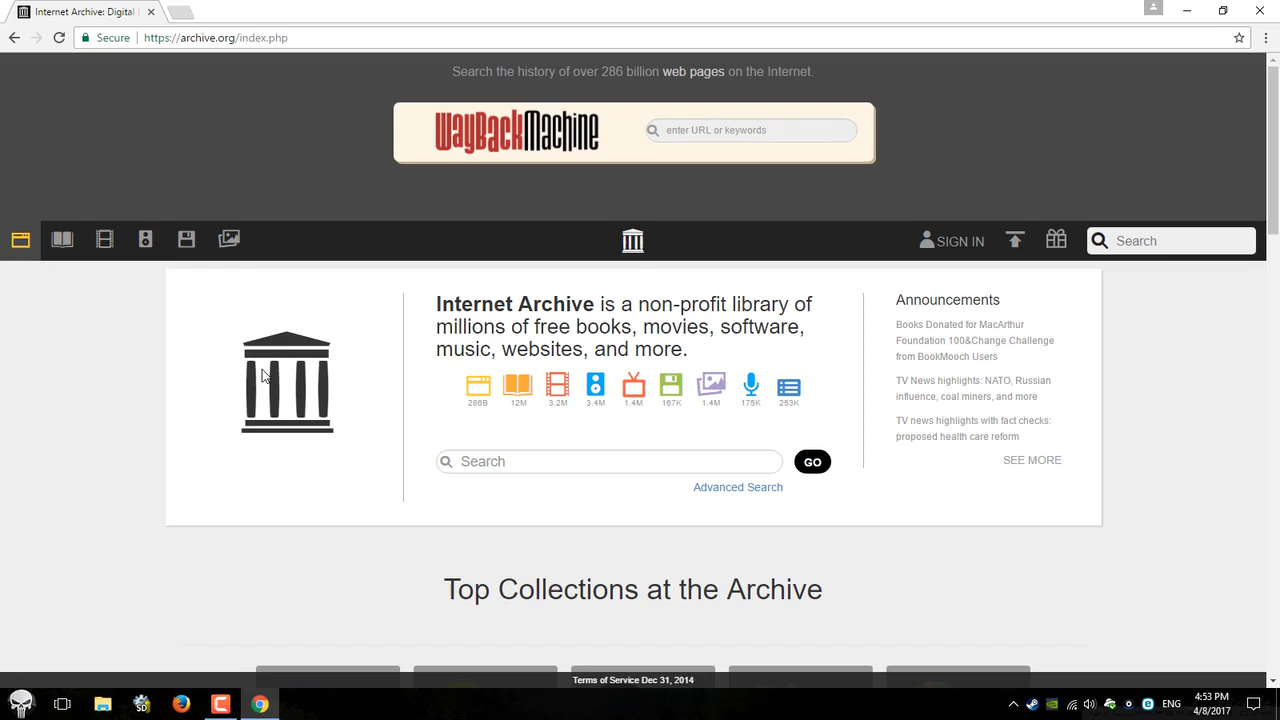 Internet Archive: Digital
Secure
https://archive.org/index.php
Search the history of over 286 billion web pages on the Internet.
WayBackMachine
enter URL or keywords
SIGN IN
Search
Internet Archive is a non-profit library of
millions of free books, movies, software,
music, websites, and more.
286B 12M 3.2M 3.4M 1.4M 167K 1.4M 175K 253K
Search
GO
Advanced Search
Announcements
Books Donated for MacArthur
Foundation 100&Change Challenge
from BookMooch Users
TV News highlights: NATO, Russian
influence, coal miners, and more
TV news highlights with fact checks:
proposed health care reform
SEE MORE
Top Collections at the Archive
Terms of Service Dec 31, 2014
SD
ENG
4:53 PM
4/8/2017